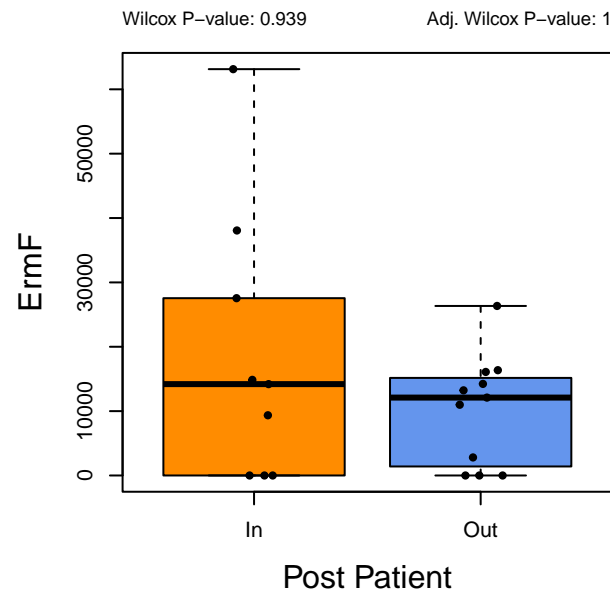 Wilcox P−value: 0.939
Adj. Wilcox P−value: 1
ErmF
50000
30000
10000
0
In
Out
Post Patient